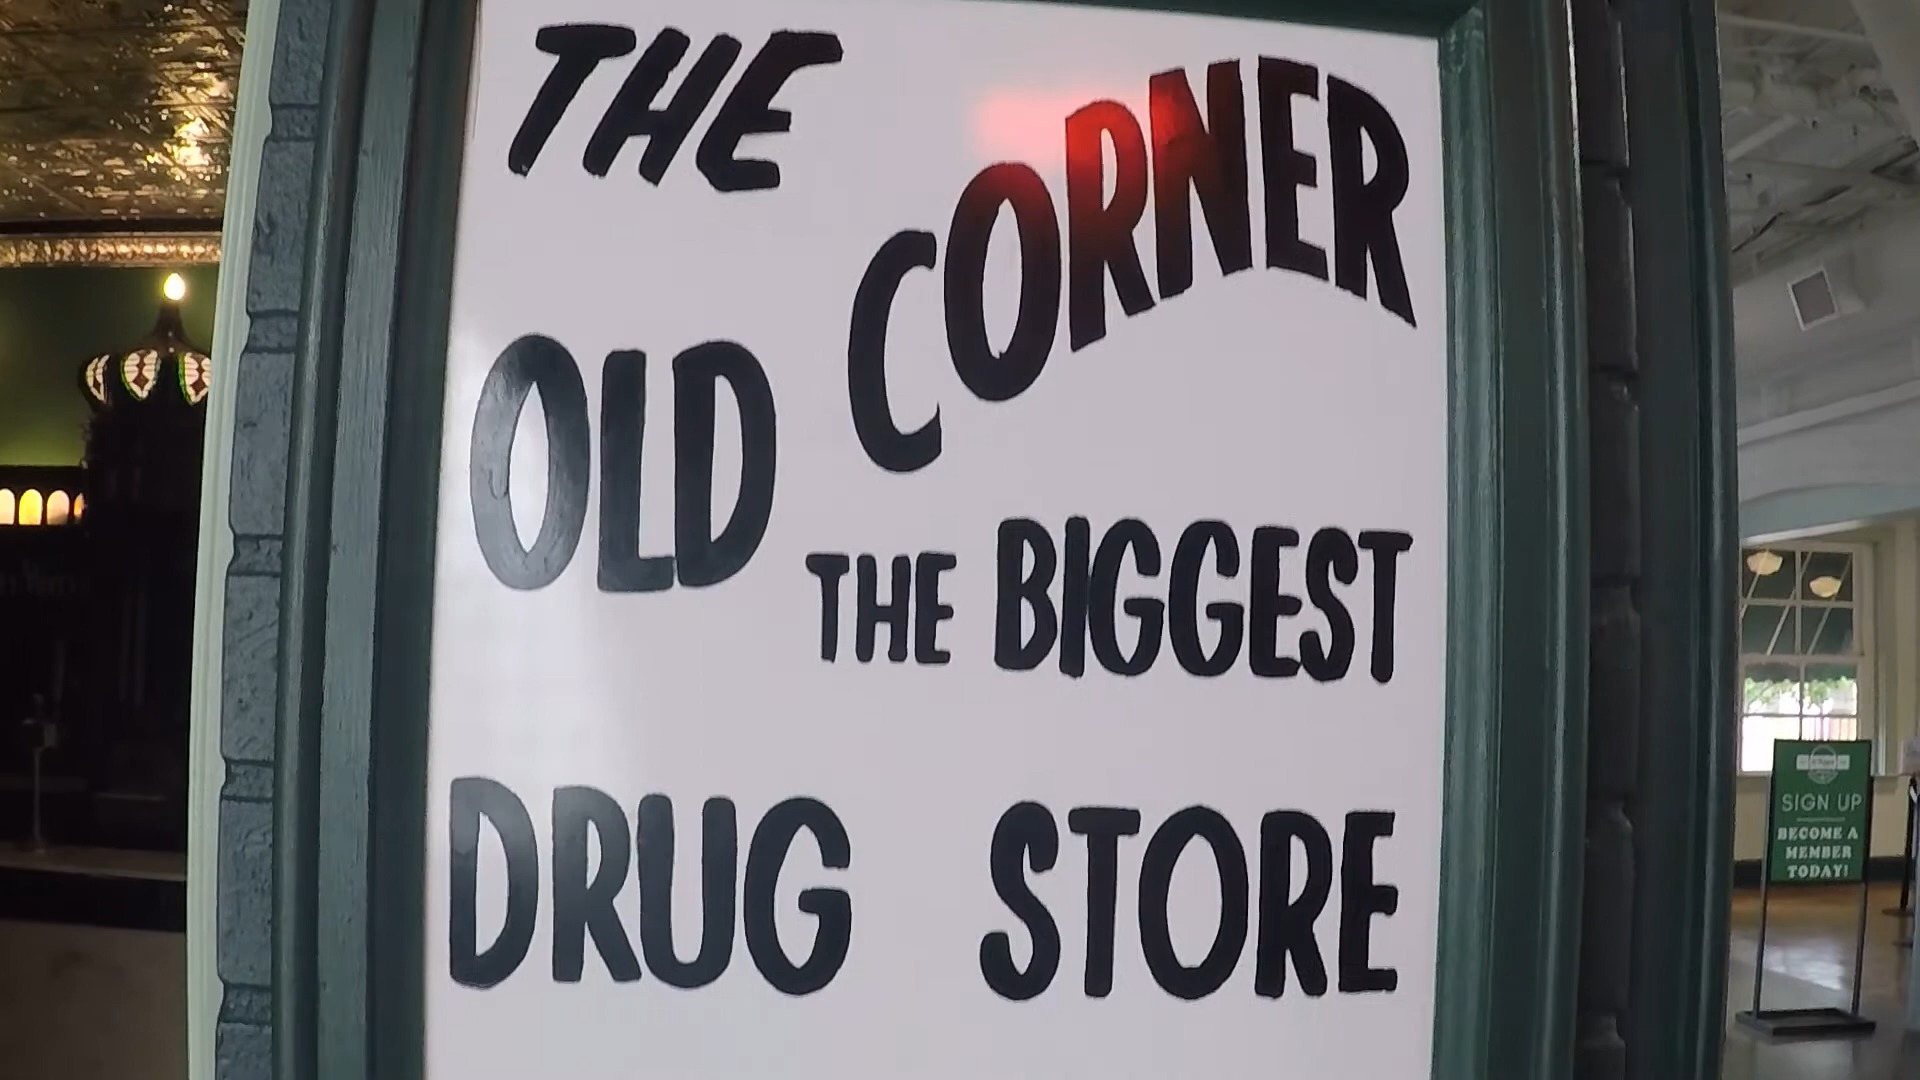 THE
OLD CORNER
THE BIGGEST
DRUG STORE
SIGN UP
BECOME A
MEMBER
TODAY!